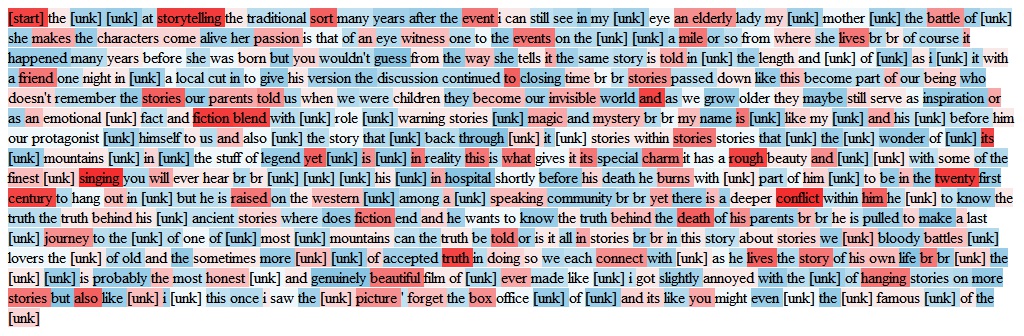 [start] the [unk] [unk] at storytelling the traditional sort many years after the event i can still see in my [unk] eye an elderly lady my [unk] mother [unk] the battle of [unk]
she makes the characters come alive her passion is that of an eye witness one to the events on the [unk] [unk] a mile or so from where she lives br br of course it
happened many years before she was born but you wouldn't guess from the way she tells it the same story is told in [unk] the length and [unk] of [unk] as i [unk] it with
a friend one night in [unk] a local cut in to give his version the discussion continued to closing time br br stories passed down like this become part of our being who
doesn't remember the stories our parents told us when we were children they become our invisible world and as we grow older they maybe still serve as inspiration or
as an emotional [unk] fact and fiction blend with [unk] role [unk] warning stories [unk] magic and mystery br br my name is [unk] like my [unk] and his [unk] before him
our protagonist [unk] himself to us and also [unk] the story that [unk] back through [unk] it [unk] stories within stories stories that [unk] the [unk] wonder of [unk] its
[unk] mountains [unk] in [unk] the stuff of legend yet [unk] is [unk] in reality this is what gives it its special charm it has a rough beauty and [unk] [unk] with some of the
finest [unk] singing you will ever hear br br [unk] [unk] [unk] his [unk] in hospital shortly before his death he burns with [unk] part of him [unk] to be in the twenty first
century to hang out in [unk] but he is raised on the western [unk] among a [unk] speaking community br br yet there is a deeper conflict within him he [unk] to know the
truth the truth behind his [unk] ancient stories where does fiction end and he wants to know the truth behind the death of his parents br br he is pulled to make a last
[unk] journey to the [unk] of one of [unk] most [unk] mountains can the truth be told or is it all in stories br br in this story about stories we [unk] bloody battles [unk]
lovers the [unk] of old and the sometimes more [unk] [unk] of accepted truth in doing so we each connect with [unk] as he lives the story of his own life br br [unk] the
[unk] [unk] is probably the most honest [unk] and genuinely beautiful film of [unk] ever made like [unk] i got slightly annoyed with the [unk] of hanging stories on more
stories but also like [unk] i [unk] this once i saw the [unk] picture ' forget the box office [unk] of [unk] and its like you might even [unk] the [unk] famous [unk] of the
[unk]